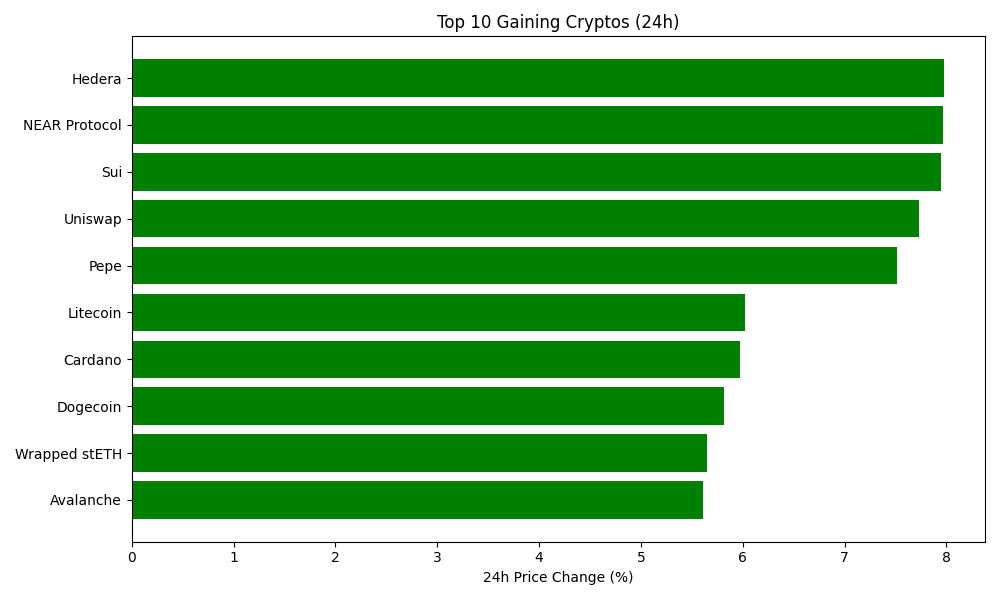 Top 10 Gaining Cryptos (24h)
Hedera
NEAR Protocol
Sui
Uniswap
Pepe
Litecoin
Cardano
Dogecoin
Wrapped stETH
Avalanche
0 1 2 3 4 5 6 7 8
24h Price Change (%)